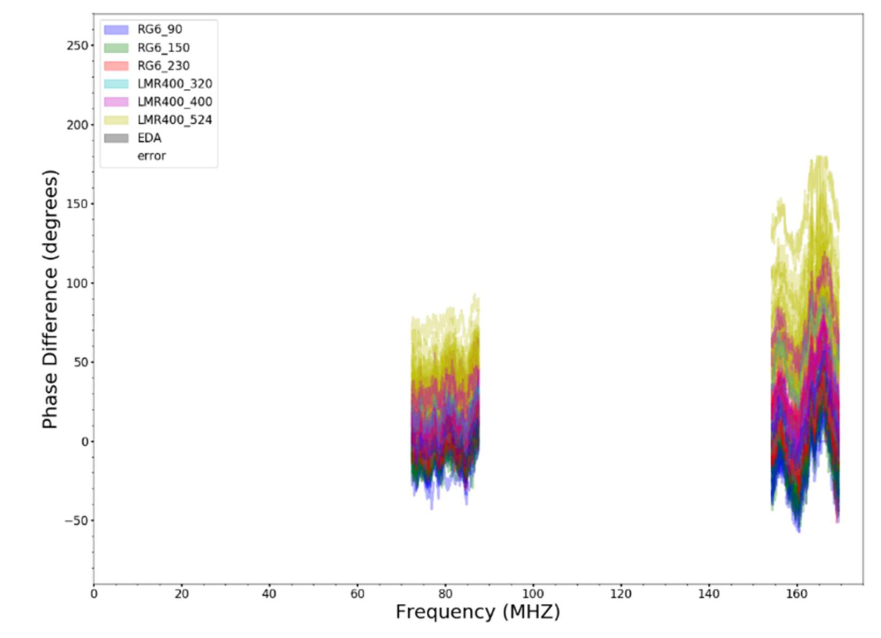 RG6_90
RG6_150
RG6_230
LMR400_320
LMR400_400
LMR400_524
EDA
error
250
200
150
100
50
0
−50
Phase Difference (degrees)
0 20 40 60 80 100 120 140 160
Frequency (MHZ)